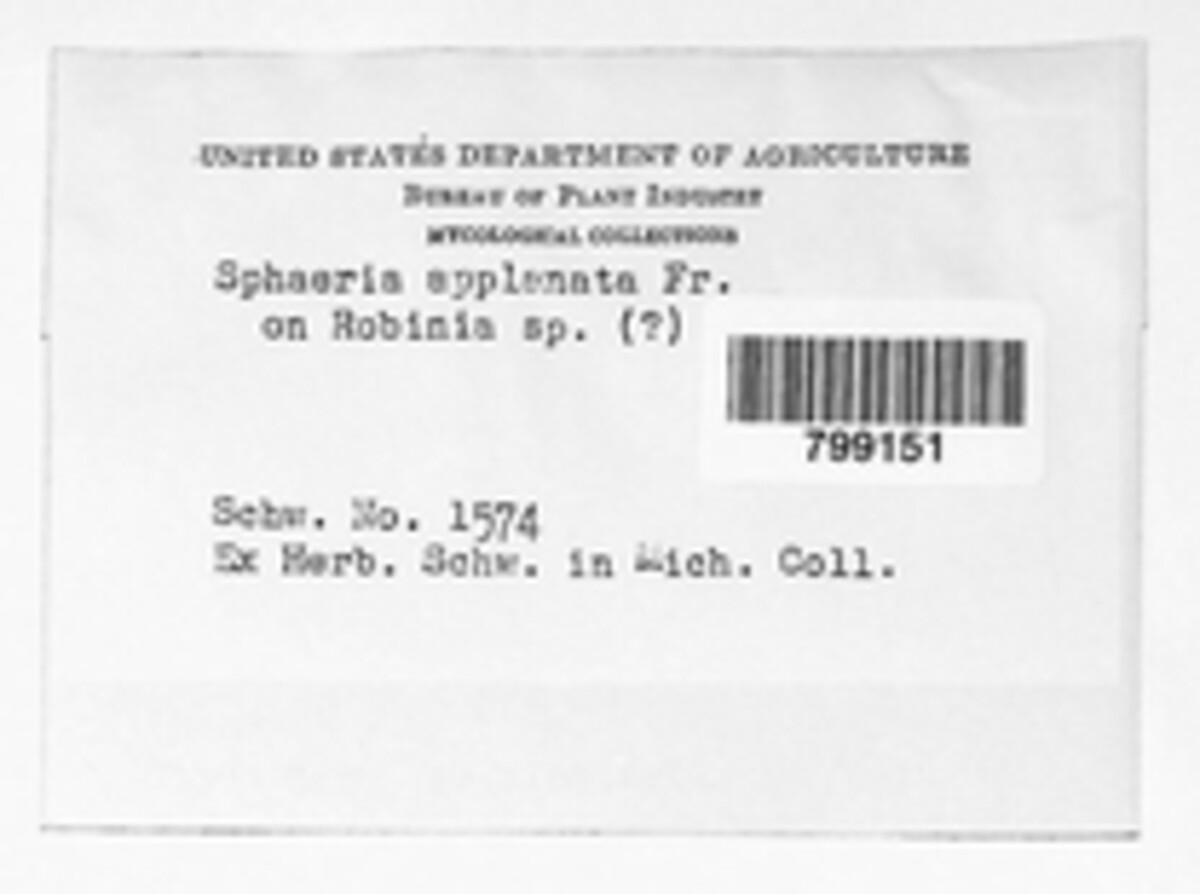 UNITED STATES DEPARTMENT OF AGRICULTURE
BUREAU OF PLANT INDUSTRY
MYCOLOGICAL COLLECTIONS
Sphaeria applanata Fr.
on Robinia sp. (?)
799151
Schw. No. 1574
Ex Herb. Schw. in Mich. Coll.